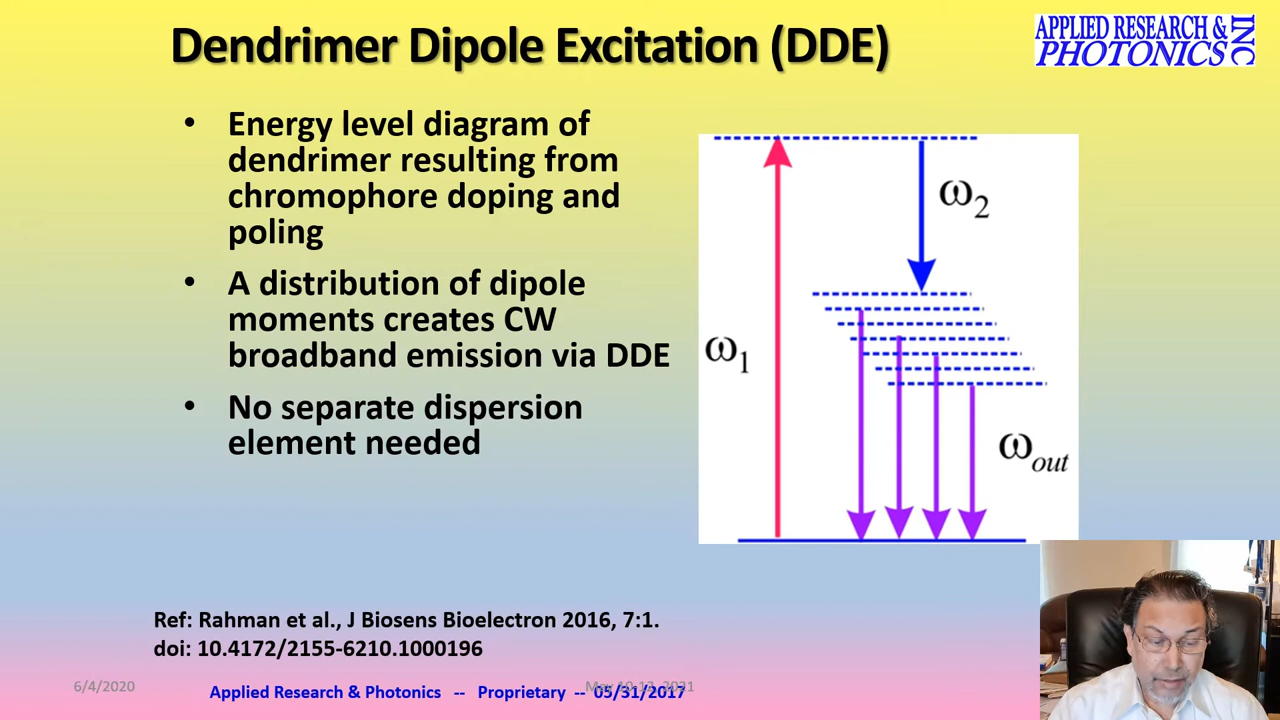 Dendrimer Dipole Excitation (DDE)
APPLIED RESEARCH &
PHOTONICS
INC
• Energy level diagram of
dendrimer resulting from
chromophore doping and
poling
• A distribution of dipole
moments creates CW
broadband emission via DDE
• No separate dispersion
element needed
ω2
ω1
ωout
Ref: Rahman et al., J Biosens Bioelectron 2016, 7:1.
doi: 10.4172/2155-6210.1000196
6/4/2020
Applied Research & Photonics -- Proprietary -- 05/31/2017